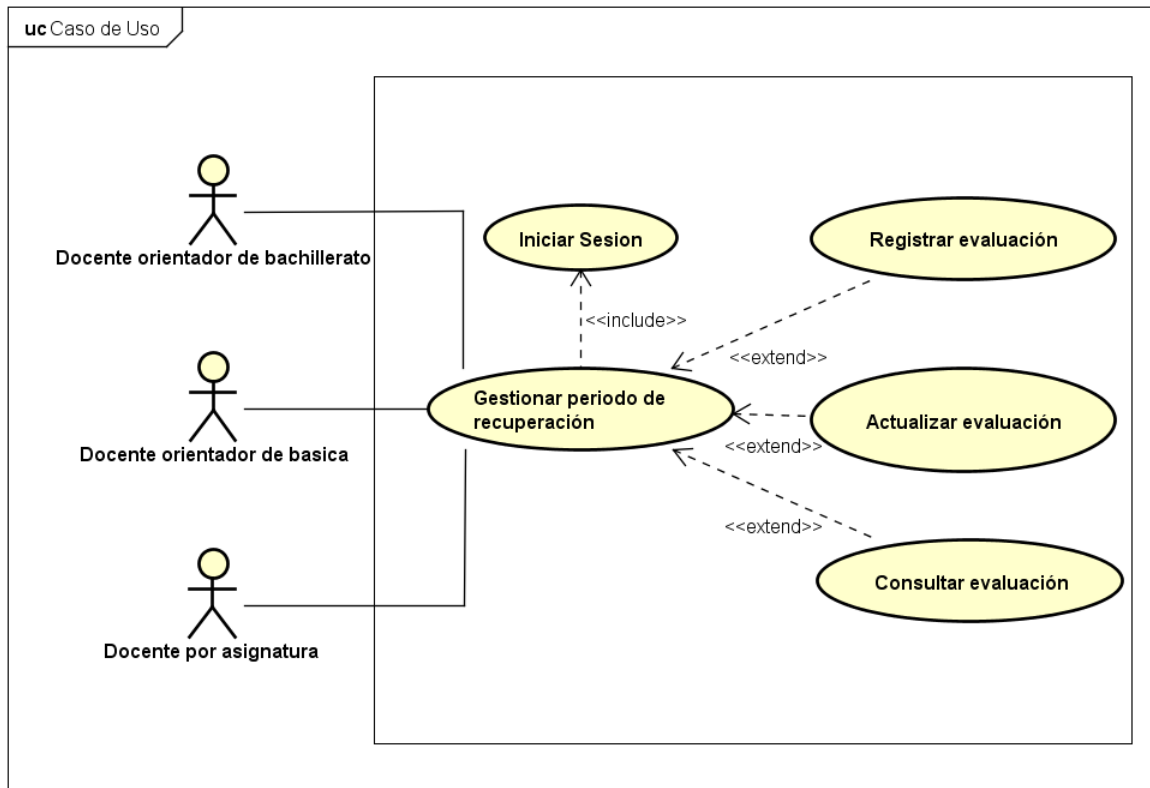 uc Caso de Uso
Docente orientador de bachillerato
Iniciar Sesion
Registrar evaluación
<<include>>
<<extend>>
Gestionar periodo de
recuperación
Actualizar evaluación
Docente orientador de basica
<<extend>>
<<extend>>
Consultar evaluación
Docente por asignatura